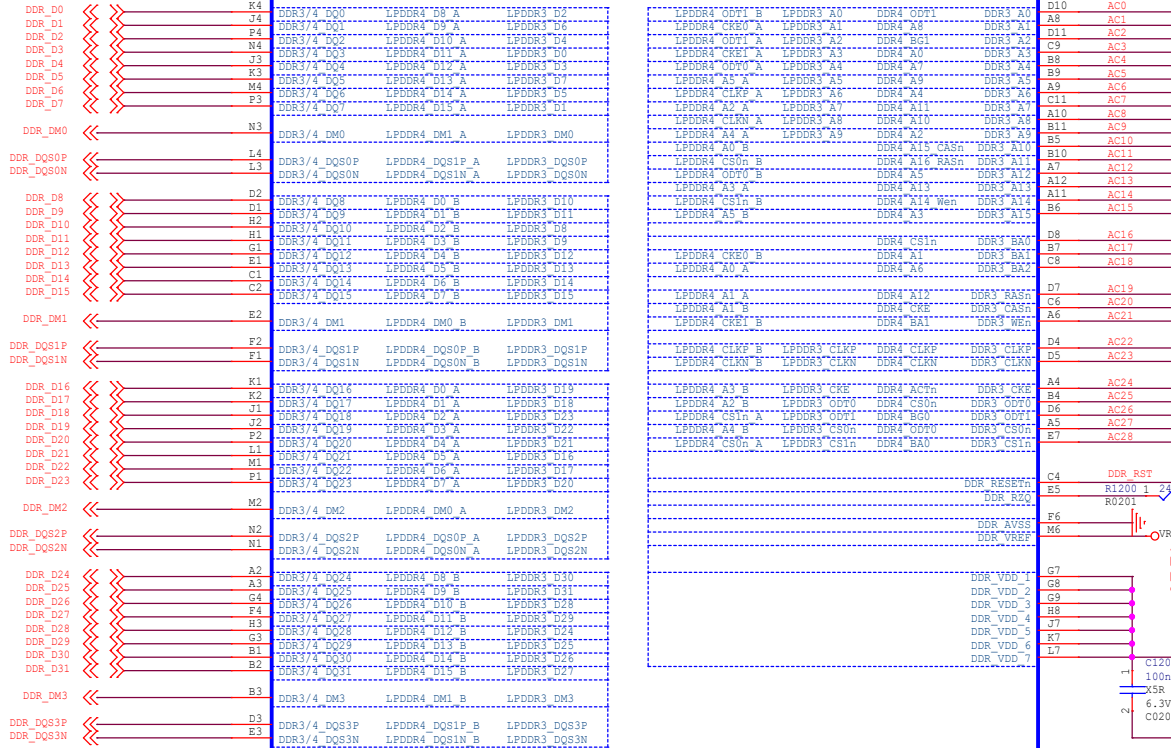 DDR_D0 K4 DDR3/4_DQ0 LPDDR4_D8_A LPDDR3_D2
DDR_D1 J4 DDR3/4_DQ1 LPDDR4_D9_A LPDDR3_D6
DDR_D2 P4 DDR3/4_DQ2 LPDDR4_D10_A LPDDR3_D4
DDR_D3 N4 DDR3/4_DQ3 LPDDR4_D11_A LPDDR3_D0
DDR_D4 J3 DDR3/4_DQ4 LPDDR4_D12_A LPDDR3_D3
DDR_D5 K3 DDR3/4_DQ5 LPDDR4_D13_A LPDDR3_D7
DDR_D6 M4 DDR3/4_DQ6 LPDDR4_D14_A LPDDR3_D5
DDR_D7 P3 DDR3/4_DQ7 LPDDR4_D15_A LPDDR3_D1
DDR_DM0 N3 DDR3/4_DM0 LPDDR4_DM1_A LPDDR3_DM0
DDR_DQS0P L4 DDR3/4_DQS0P LPDDR4_DQS1P_A LPDDR3_DQS0P
DDR_DQS0N L3 DDR3/4_DQS0N LPDDR4_DQS1N_A LPDDR3_DQS0N
DDR_D8 D2 DDR3/4_DQ8 LPDDR4_D0_B LPDDR3_D10
DDR_D9 D1 DDR3/4_DQ9 LPDDR4_D1_B LPDDR3_D11
DDR_D10 H2 DDR3/4_DQ10 LPDDR4_D2_B LPDDR3_D8
DDR_D11 H1 DDR3/4_DQ11 LPDDR4_D3_B LPDDR3_D9
DDR_D12 G1 DDR3/4_DQ12 LPDDR4_D4_B LPDDR3_D12
DDR_D13 E1 DDR3/4_DQ13 LPDDR4_D5_B LPDDR3_D13
DDR_D14 C1 DDR3/4_DQ14 LPDDR4_D6_B LPDDR3_D14
DDR_D15 C2 DDR3/4_DQ15 LPDDR4_D7_B LPDDR3_D15
DDR_DM1 E2 DDR3/4_DM1 LPDDR4_DM0_B LPDDR3_DM1
DDR_DQS1P F2 DDR3/4_DQS1P LPDDR4_DQS0P_B LPDDR3_DQS1P
DDR_DQS1N F1 DDR3/4_DQS1N LPDDR4_DQS0N_B LPDDR3_DQS1N
DDR_D16 K1 DDR3/4_DQ16 LPDDR4_D0_A LPDDR3_D19
DDR_D17 K2 DDR3/4_DQ17 LPDDR4_D1_A LPDDR3_D18
DDR_D18 J1 DDR3/4_DQ18 LPDDR4_D2_A LPDDR3_D23
DDR_D19 J2 DDR3/4_DQ19 LPDDR4_D3_A LPDDR3_D22
DDR_D20 P2 DDR3/4_DQ20 LPDDR4_D4_A LPDDR3_D21
DDR_D21 L1 DDR3/4_DQ21 LPDDR4_D5_A LPDDR3_D16
DDR_D22 M1 DDR3/4_DQ22 LPDDR4_D6_A LPDDR3_D17
DDR_D23 P1 DDR3/4_DQ23 LPDDR4_D7_A LPDDR3_D20
DDR_DM2 M2 DDR3/4_DM2 LPDDR4_DM0_A LPDDR3_DM2
DDR_DQS2P N2 DDR3/4_DQS2P LPDDR4_DQS0P_A LPDDR3_DQS2P
DDR_DQS2N N1 DDR3/4_DQS2N LPDDR4_DQS0N_A LPDDR3_DQS2N
DDR_D24 A2 DDR3/4_DQ24 LPDDR4_D8_B LPDDR3_D30
DDR_D25 A3 DDR3/4_DQ25 LPDDR4_D9_B LPDDR3_D31
DDR_D26 G4 DDR3/4_DQ26 LPDDR4_D10_B LPDDR3_D28
DDR_D27 F4 DDR3/4_DQ27 LPDDR4_D11_B LPDDR3_D29
DDR_D28 H3 DDR3/4_DQ28 LPDDR4_D12_B LPDDR3_D24
DDR_D29 G3 DDR3/4_DQ29 LPDDR4_D13_B LPDDR3_D25
DDR_D30 B1 DDR3/4_DQ30 LPDDR4_D14_B LPDDR3_D26
DDR_D31 B2 DDR3/4_DQ31 LPDDR4_D15_B LPDDR3_D27
DDR_DM3 B3 DDR3/4_DM3 LPDDR4_DM1_B LPDDR3_DM3
DDR_DQS3P D3 DDR3/4_DQS3P LPDDR4_DQS1P_B LPDDR3_DQS3P
DDR_DQS3N E3 DDR3/4_DQS3N LPDDR4_DQS1N_B LPDDR3_DQS3N
LPDDR4_ODT1_B LPDDR3_A0 DDR4_ODT1 DDR3_A0 D10 AC0
LPDDR4_CKE0_A LPDDR3_A1 DDR4_A8 DDR3_A1 A8 AC1
LPDDR4_ODT1_A LPDDR3_A2 DDR4_BG1 DDR3_A2 D11 AC2
LPDDR4_CKE1_A LPDDR3_A3 DDR4_A0 DDR3_A3 C9 AC3
LPDDR4_ODT0_A LPDDR3_A4 DDR4_A7 DDR3_A4 B8 AC4
LPDDR4_A5_A LPDDR3_A5 DDR4_A9 DDR3_A5 B9 AC5
LPDDR4_CLKP_A LPDDR3_A6 DDR4_A4 DDR3_A6 A9 AC6
LPDDR4_A2_A LPDDR3_A7 DDR4_A11 DDR3_A7 C11 AC7
LPDDR4_CLKN_A LPDDR3_A8 DDR4_A10 DDR3_A8 A10 AC8
LPDDR4_A4_A LPDDR3_A9 DDR4_A2 DDR3_A9 B11 AC9
LPDDR4_A0_B DDR4_A15_CASn DDR3_A10 B5 AC10
LPDDR4_CS0n_B DDR4_A16_RASn DDR3_A11 B10 AC11
LPDDR4_ODT0_B DDR4_A5 DDR3_A12 A7 AC12
LPDDR4_A3_A DDR4_A13 DDR3_A13 A12 AC13
LPDDR4_CS1n_B DDR4_A14_Wen DDR3_A14 A11 AC14
LPDDR4_A5_B DDR4_A3 DDR3_A15 B6 AC15
DDR4_CS1n DDR3_BA0 D8 AC16
LPDDR4_CKE0_B DDR4_A1 DDR3_BA1 B7 AC17
LPDDR4_A0_A DDR4_A6 DDR3_BA2 C8 AC18
LPDDR4_A1_A DDR4_A12 DDR3_RASn D7 AC19
LPDDR4_A1_B DDR4_CKE DDR3_CASn C6 AC20
LPDDR4_CKE1_B DDR4_BA1 DDR3_WEn A6 AC21
LPDDR4_CLKP_B LPDDR3_CLKP DDR4_CLKP DDR3_CLKP D4 AC22
LPDDR4_CLKN_B LPDDR3_CLKN DDR4_CLKN DDR3_CLKN D5 AC23
LPDDR4_A3_B LPDDR3_CKE DDR4_ACTn DDR3_CKE A4 AC24
LPDDR4_A2_B LPDDR3_ODT0 DDR4_CS0n DDR3_ODT0 B4 AC25
LPDDR4_CS1n_A LPDDR3_ODT1 DDR4_BG0 DDR3_ODT1 D6 AC26
LPDDR4_A4_B LPDDR3_CS0n DDR4_ODT0 DDR3_CS0n A5 AC27
LPDDR4_CS0n_A LPDDR3_CS1n DDR4_BA0 DDR3_CS1n E7 AC28
DDR_RESETn C4 DDR_RST
DDR_RZQ E5 R1200 1 24
R0201
DDR_AVSS F6
DDR_VREF M6 VR
DDR_VDD_1 G7
DDR_VDD_2 G8
DDR_VDD_3 G9
DDR_VDD_4 H8
DDR_VDD_5 J7
DDR_VDD_6 K7
DDR_VDD_7 L7
1 C120
100n
X5R
6.3V
2 C020